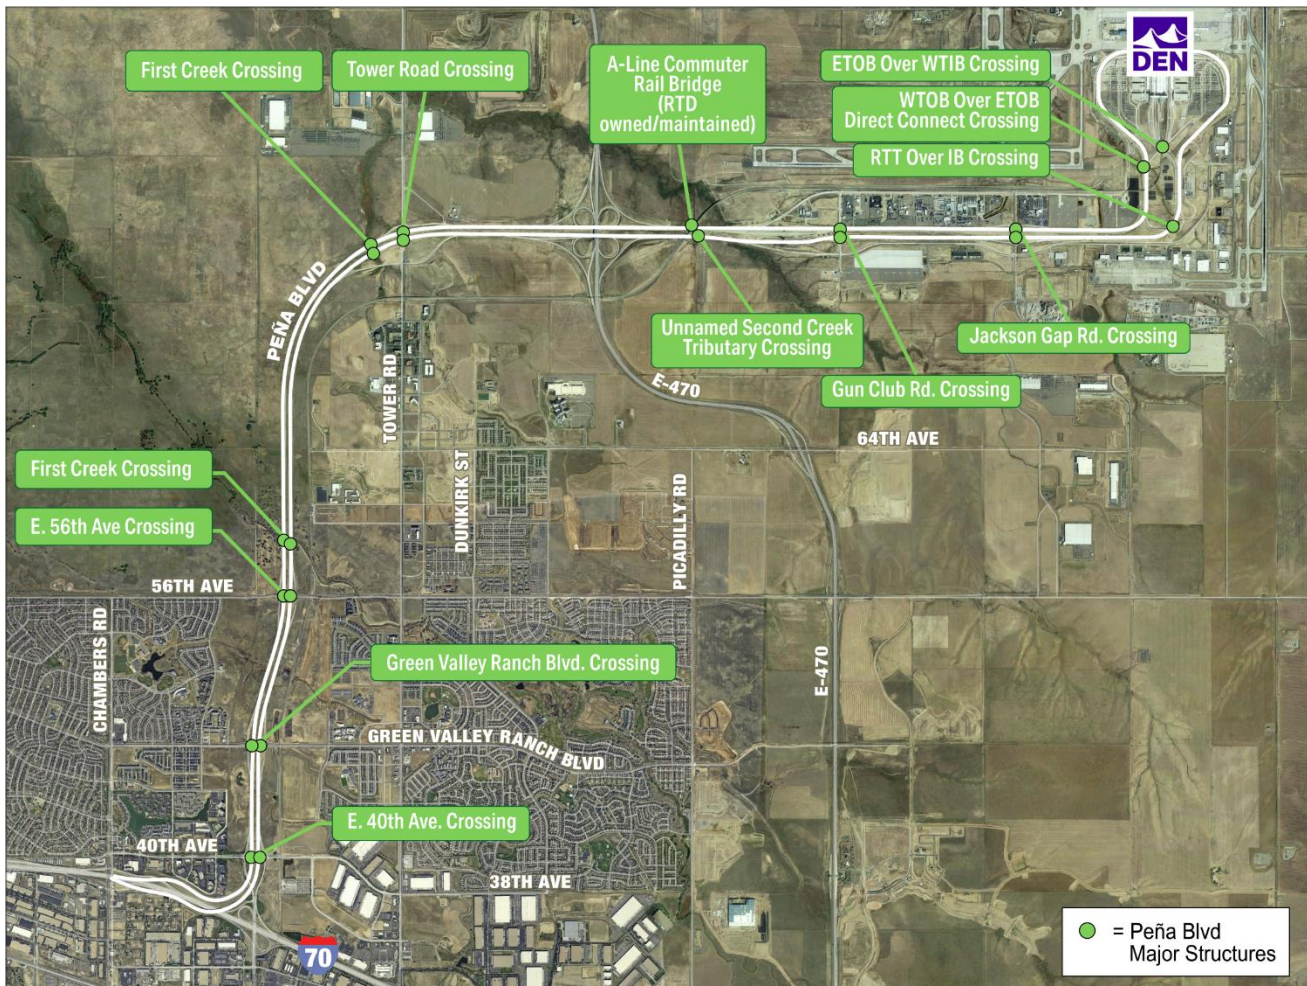 DEN
First Creek Crossing
Tower Road Crossing
A-Line Commuter
Rail Bridge
(RTD
owned/maintained)
ETOB Over WTIB Crossing
WTOB Over ETOB
Direct Connect Crossing
RTT Over IB Crossing
PEÑA BLVD
TOWER RD
E-470
Unnamed Second Creek
Tributary Crossing
Jackson Gap Rd. Crossing
Gun Club Rd. Crossing
64TH AVE
First Creek Crossing
E. 56th Ave Crossing
DUNKIRK ST
PICADILLY RD
56TH AVE
CHAMBERS RD
Green Valley Ranch Blvd. Crossing
E-470
GREEN VALLEY RANCH BLVD
E. 40th Ave. Crossing
40TH AVE
38TH AVE
70
= Peña Blvd
Major Structures